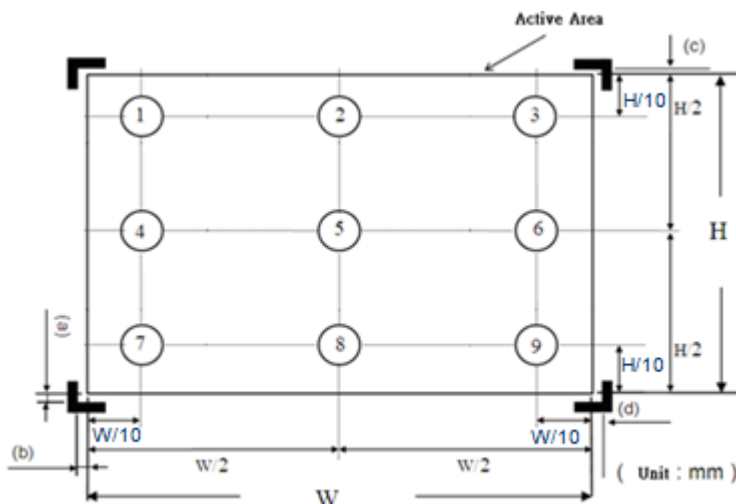 Active Area
(c)
H/10
H/2
1 2 3
4 5 6
H
(a)
7 8 9
H/10
H/2
(d)
W/10
W/10
(b)
W/2
W/2
( Unit : mm )
W